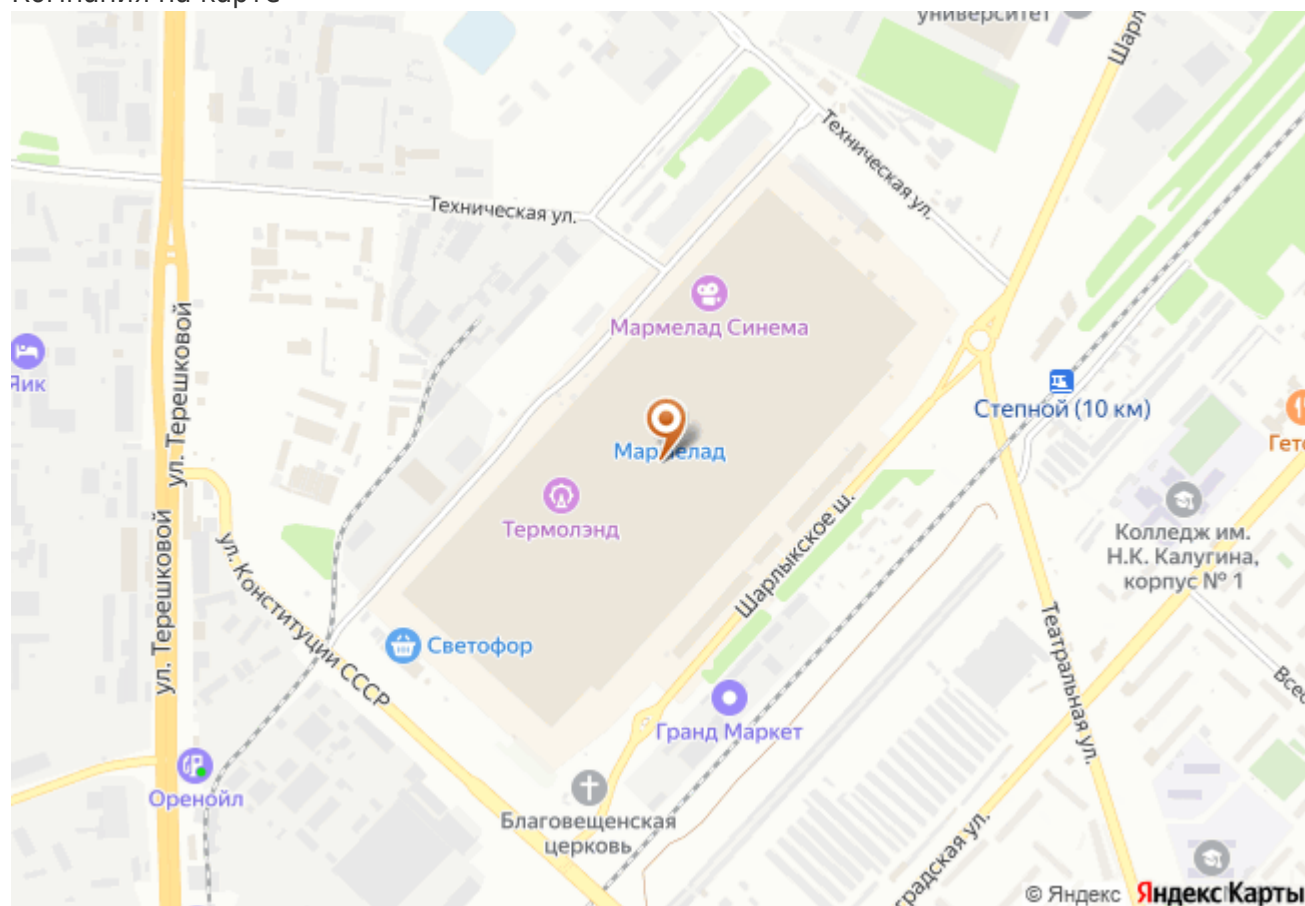 университет
Шарл
Техническая ул.
Техническая ул.
ул. Терешковой
Мармелад Синема
Яик
Степной (10 км)
Мармелад
Термолэнд
Шарлыкское ш.
Колледж им.
Н.К. Калугина,
корпус № 1
ул. Терешковой
ул. Конституции СССР
Светофор
Театральная ул.
Гранд Маркет
Оренойл
Благовещенская
церковь
© Яндекс Яндекс Карты